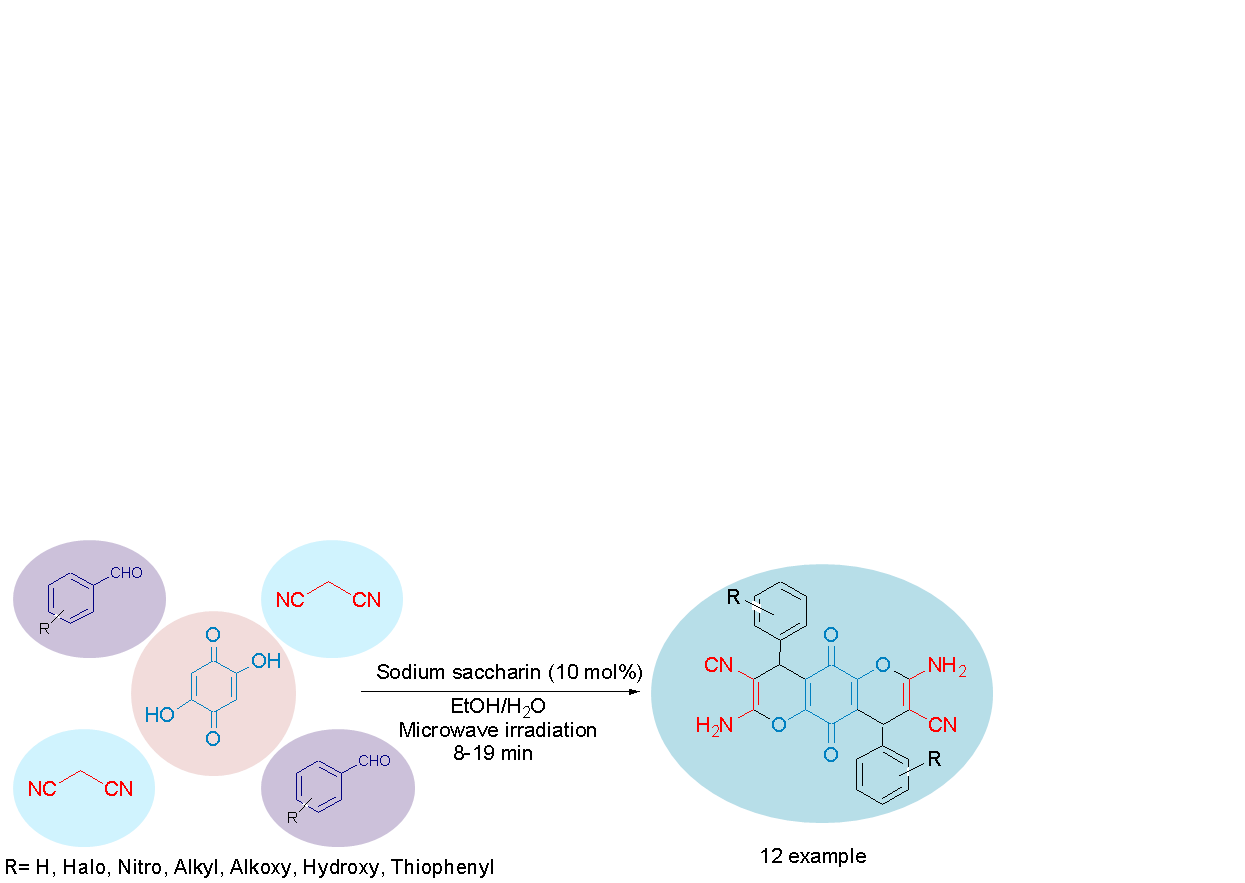 CHO
R
NC CN
O
OH
HO
O
NC CN
CHO
R
Sodium saccharin (10 mol%)
EtOH/H₂O
Microwave irradiation
8-19 min
R
O
O
CN
NH₂
H₂N
O
CN
O
R
R= H, Halo, Nitro, Alkyl, Alkoxy, Hydroxy, Thiophenyl
12 example